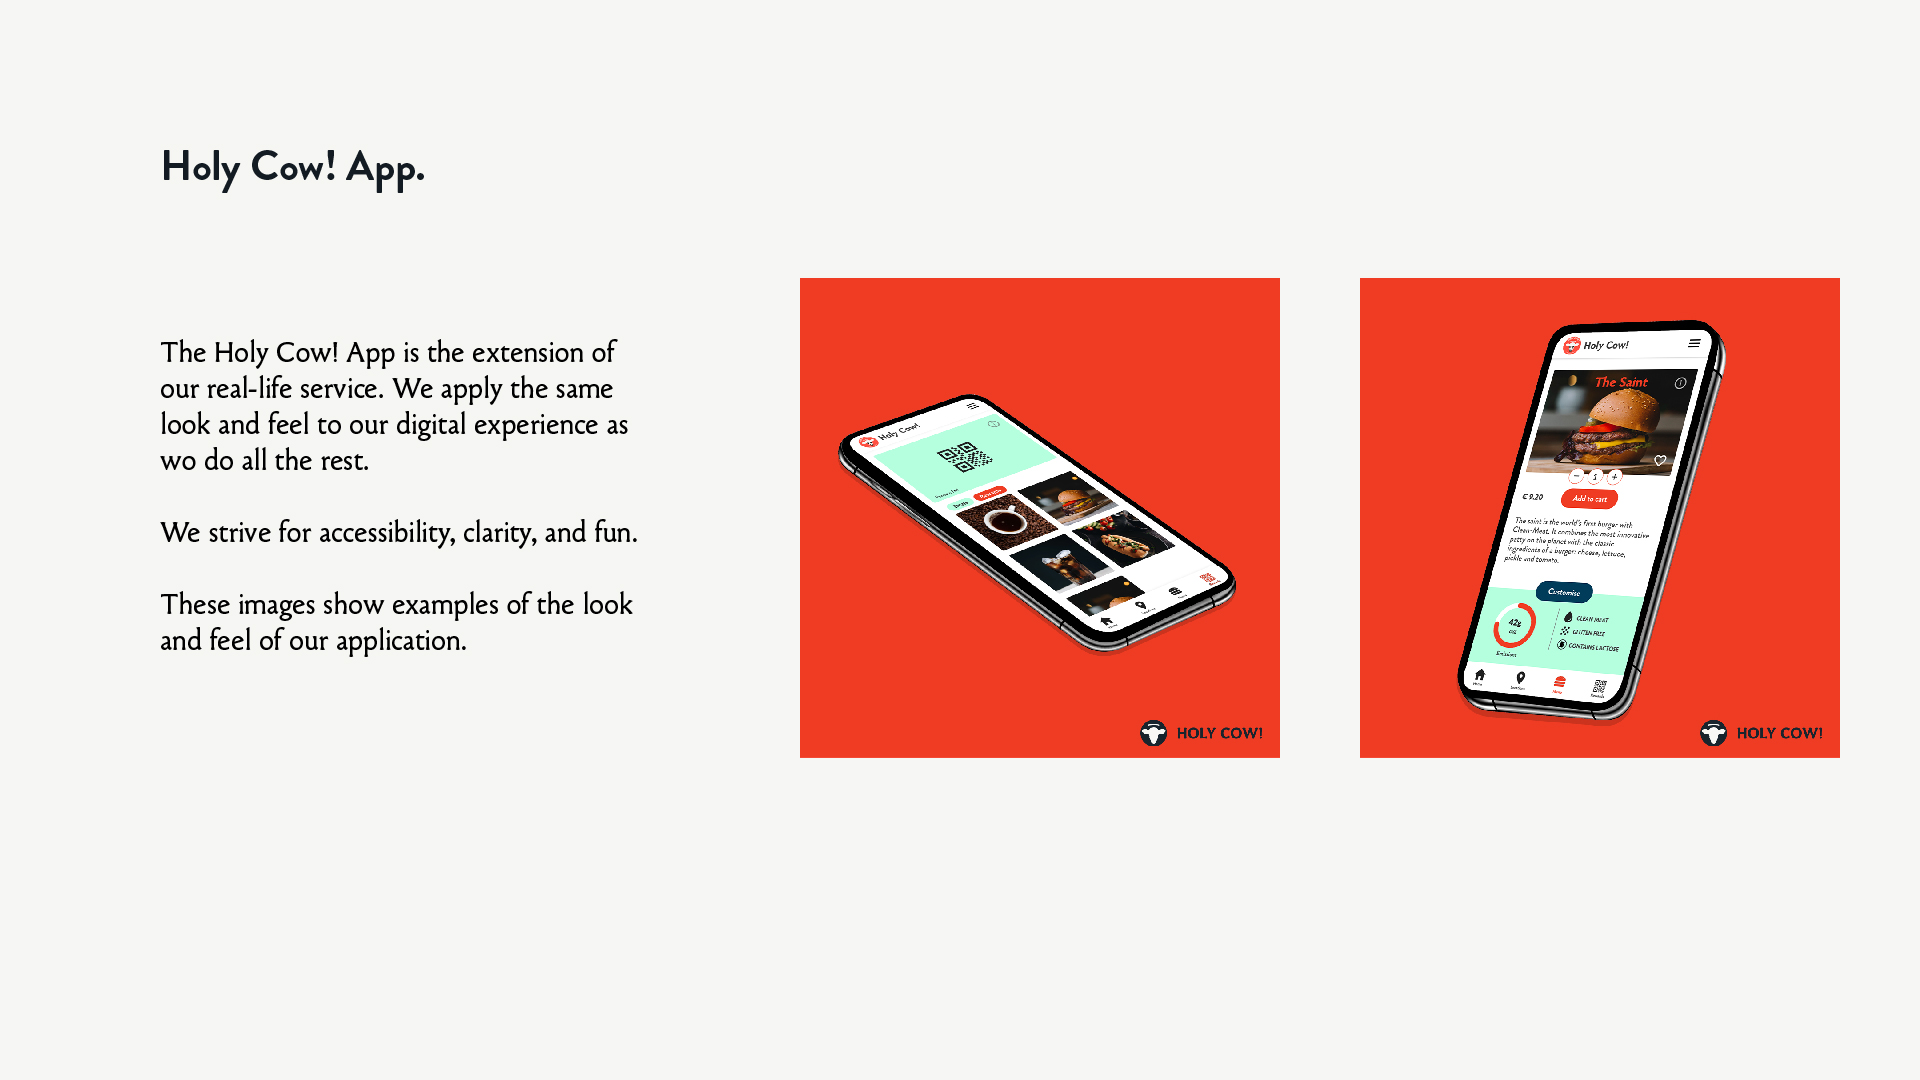 Holy Cow! App.
The Holy Cow! App is the extension of
our real-life service. We apply the same
look and feel to our digital experience as
wo do all the rest.
We strive for accessibility, clarity, and fun.
These images show examples of the look
and feel of our application.
Holy Cow!
HOLY COW!
Holy Cow!
The Saint
€ 9.20
Add to cart
The saint is the world's first burger with
Clean-Meat. It combines the most innovative
patty on the planet with the classic
ingredients of a burger: cheese, lettuce,
pickle and tomato.
Customise
42g
Emissions
CLEAN MEAT
GLUTEN FREE
CONTAINS LACTOSE
Home
Menu
Rewards
HOLY COW!